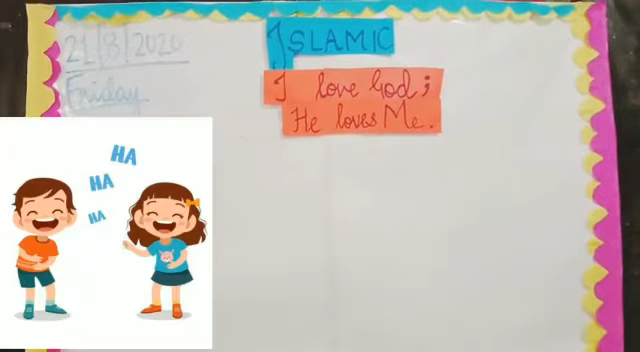 21/8/2020
Friday
ISLAMIC
I love God;
He loves Me.
HA
HA
HA